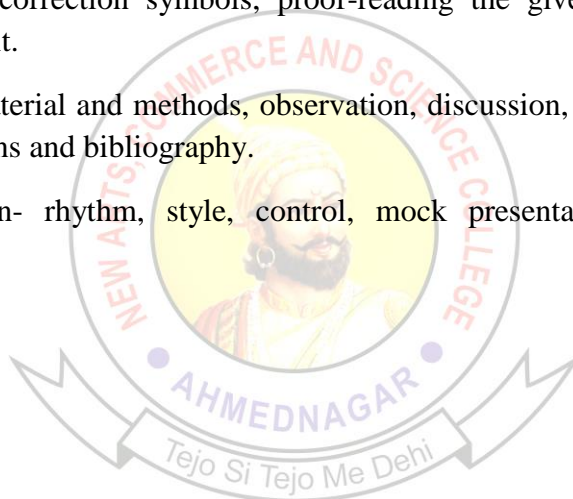 correction symbols, proof-reading the give
t.
terial and methods, observation, discussion,
ns and bibliography.
n- rhythm, style, control, mock presenta
NEW ARTS, COMMERCE AND SCIENCE COLLEGE
AHMEDNAGAR
Tejo Si Tejo Me Dehi